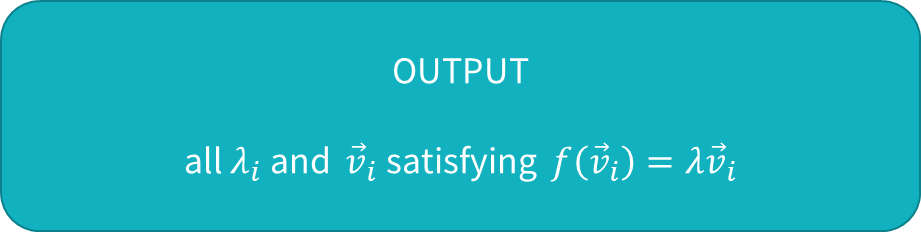 OUTPUT
all λᵢ and v⃗ᵢ satisfying f(v⃗ᵢ) = λv⃗ᵢ